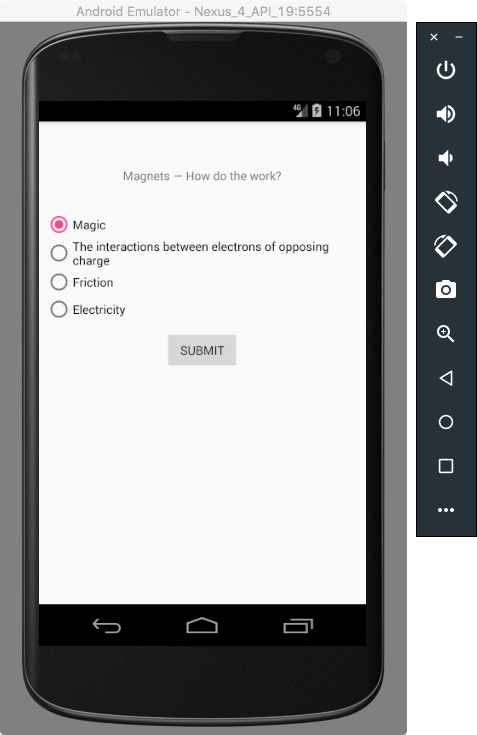 Android Emulator - Nexus_4_API_19:5554
4G 11:06
Magnets — How do the work?
Magic
The interactions between electrons of opposing
charge
Friction
Electricity
SUBMIT